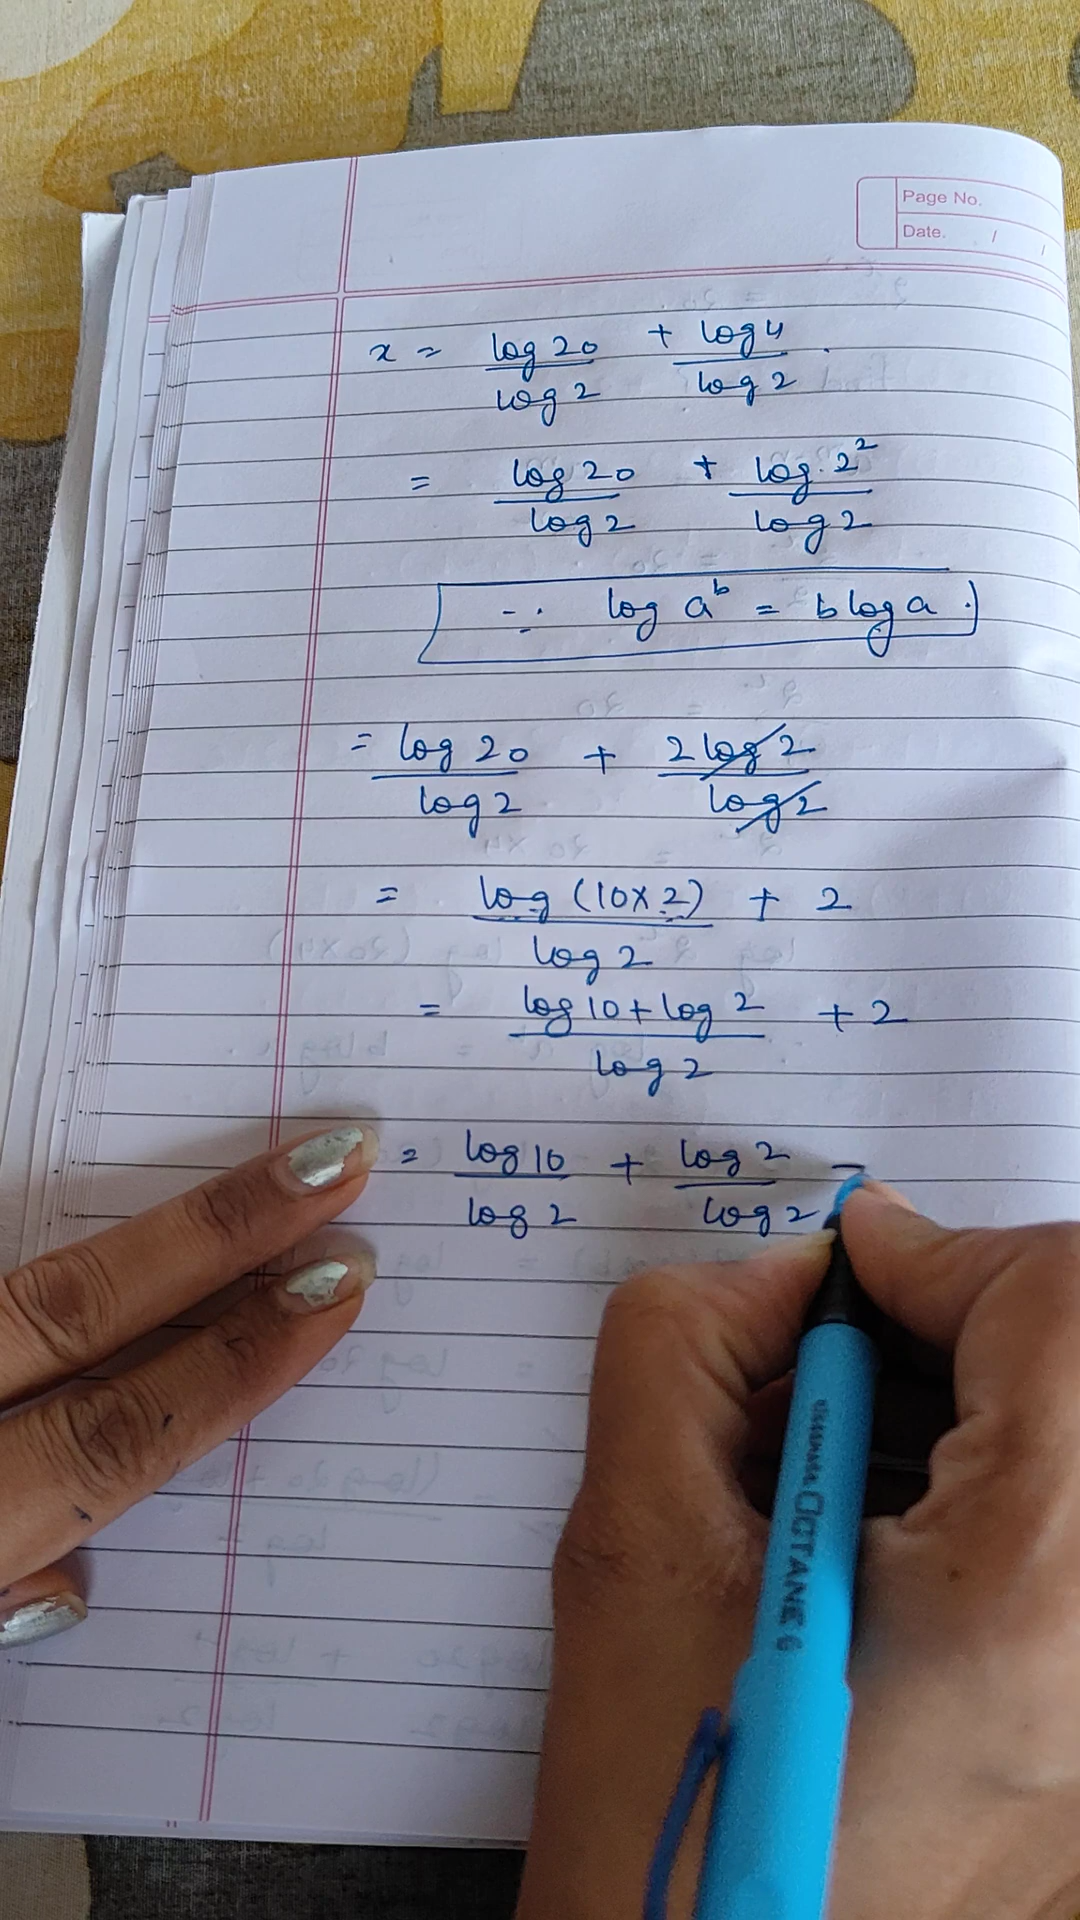 Page No.
Date. / /
x = log 20 / log 2 + log 4 / log 2 .
= log 20 / log 2 + log 2² / log 2
∵ log aᵇ = b log a .
= log 20 / log 2 + 2 log 2 / log 2
= log (10 x 2) / log 2 + 2
= log 10 + log 2 / log 2 + 2
= log 10 / log 2 + log 2 / log 2
OCTANE